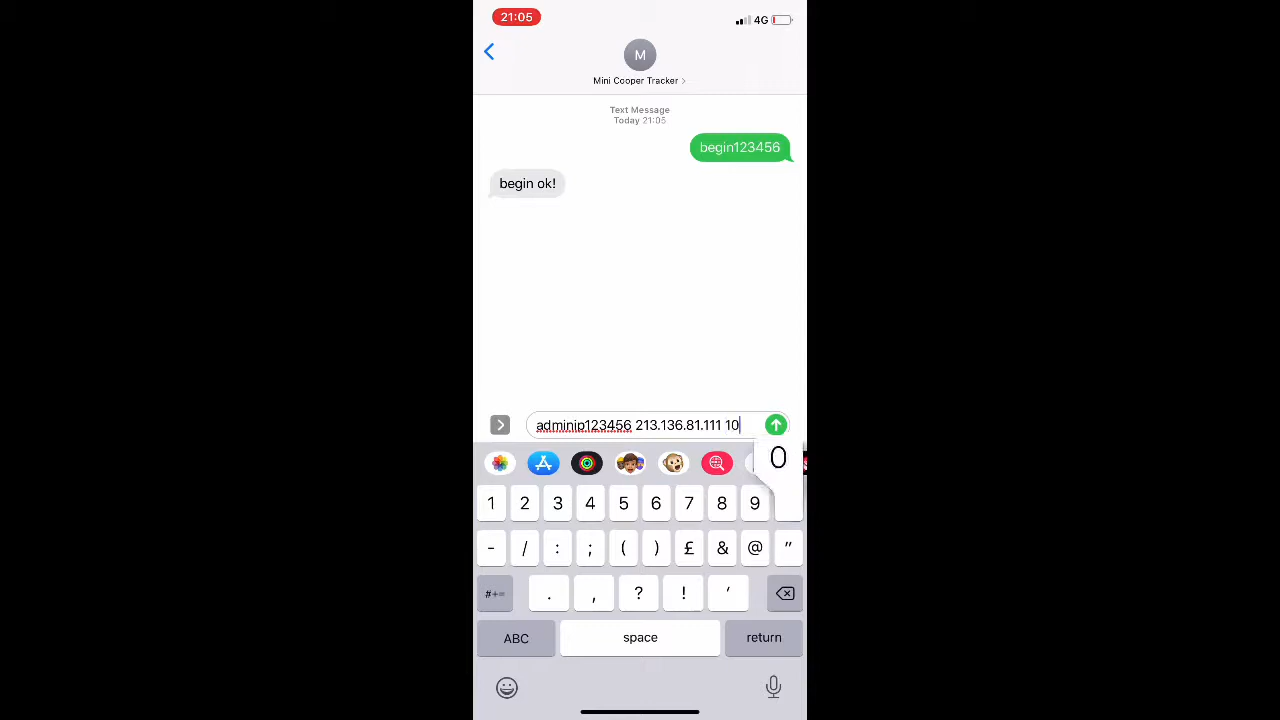 21:05
4G
M
Mini Cooper Tracker
Text Message
Today 21:05
begin123456
begin ok!
adminip123456 213.136.81.111 10
0
1 2 3 4 5 6 7 8 9
- / : ; ( ) £ & @ "
#+= . , ? ! ’
ABC space return